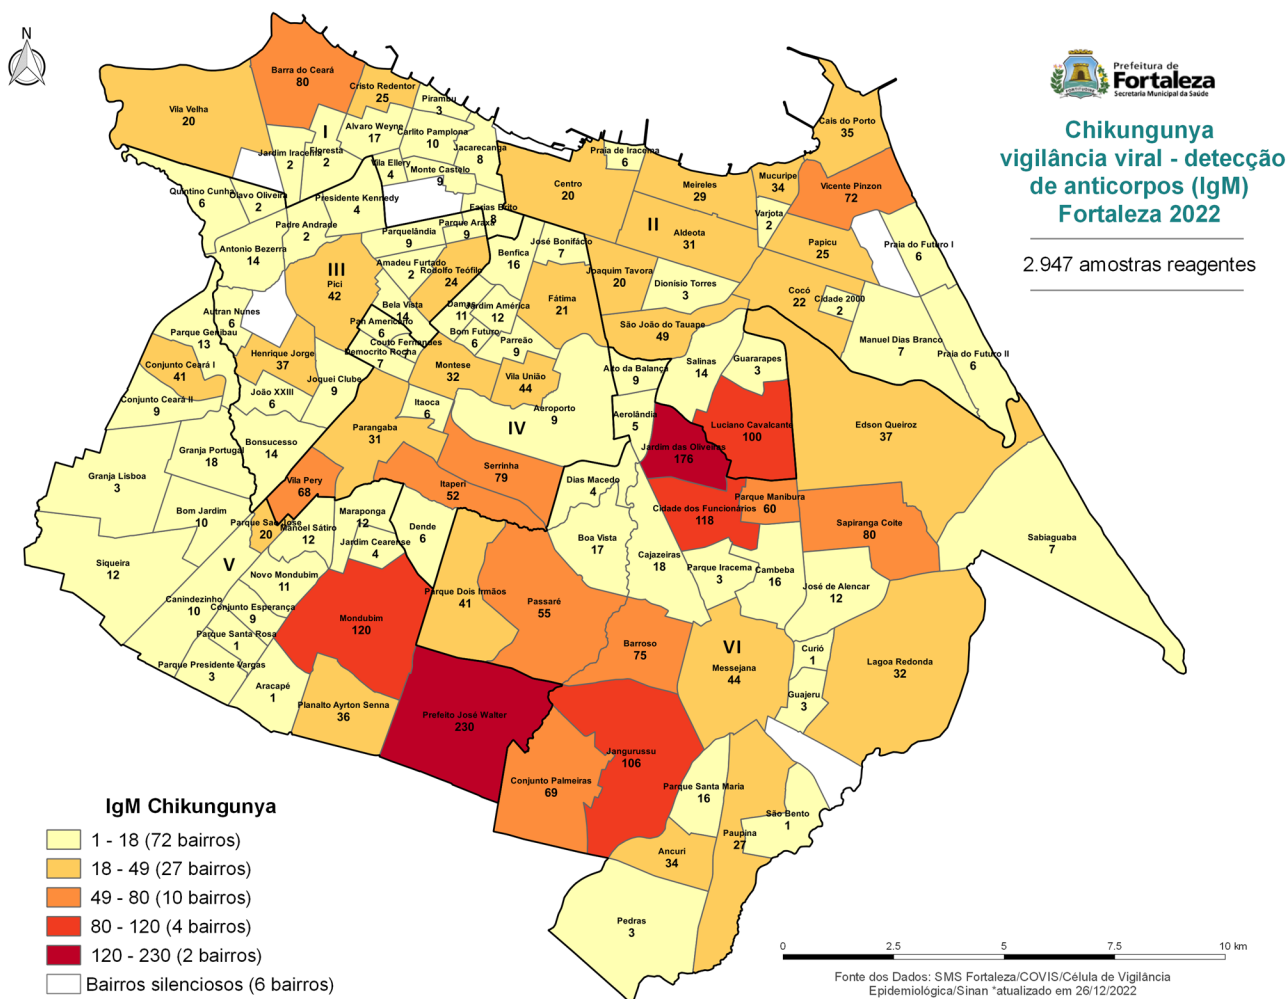 N
Prefeitura de
Fortaleza
Secretaria Municipal da Saúde
Chikungunya
vigilância viral - detecção
de anticorpos (IgM)
Fortaleza 2022
2.947 amostras reagentes
Barra do Ceará
80
Cristo Redentor
25
Pirambu
3
Vila Velha
20
I
Alvaro Weyne
17
Carlito Pamplona
10
Jacarecanga
8
Jardim Iracema
2
Floresta
2
Vila Ellery
4
Monte Castelo
9
Farias Brito
8
Quintino Cunha
6
Olavo Oliveira
2
Presidente Kennedy
4
Padre Andrade
2
Antonio Bezerra
14
Parquelândia
9
Parque Araxá
9
Amadeu Furtado
2
Rodolfo Teófilo
24
III
Pici
42
Bela Vista
14
Pan Americano
6
Couto Fernandes
Democrito Rocha
7
Autran Nunes
6
Parque Genibau
13
Henrique Jorge
37
Conjunto Ceará I
41
Conjunto Ceará II
9
João XXIII
6
Joquei Clube
9
Bonsucesso
14
Granja Portugal
18
Granja Lisboa
3
Bom Jardim
10
Siqueira
12
Praia de Iracema
6
Centro
20
Meireles
29
Mucuripe
34
Cais do Porto
35
Vicente Pinzon
72
Varjota
2
II
Aldeota
31
Papicu
25
Praia do Futuro I
6
José Bonifácio
7
Benfica
16
Joaquim Tavora
20
Dionísio Torres
3
Cocó
22
Cidade 2000
2
Fátima
21
Damas
11
Jardim América
12
Bom Futuro
6
Parreão
9
São João do Tauape
49
Manuel Dias Branco
7
Praia do Futuro II
6
Montese
32
Vila União
44
Alto da Balança
9
Salinas
14
Guararapes
3
Itaoca
6
Aeroporto
9
Aerolândia
5
IV
Parangaba
31
Luciano Cavalcante
100
Edson Queiroz
37
Jardim das Oliveiras
176
Serrinha
79
Itaperi
52
Vila Pery
68
Dias Macedo
4
Parque Manibura
60
Cidade dos Funcionários
118
Sapiranga Coite
80
Sabiaguaba
7
Parque Sao Jose
20
Manoel Sátiro
12
Maraponga
12
Jardim Cearense
4
Dende
6
Boa Vista
17
Cajazeiras
18
Parque Iracema
3
Cambeba
16
José de Alencar
12
V
Novo Mondubim
11
Canindezinho
10
Conjunto Esperança
9
Parque Santa Rosa
1
Parque Presidente Vargas
3
Aracapé
1
Mondubim
120
Parque Dois Irmãos
41
Passaré
55
Barroso
75
VI
Messejana
44
Curió
1
Guajeru
3
Lagoa Redonda
32
Planalto Ayrton Senna
36
Prefeito Jose Walter
230
Jangurussu
106
Conjunto Palmeiras
69
Parque Santa Maria
16
São Bento
1
Paupina
27
Ancuri
34
Pedras
3
IgM Chikungunya
1 - 18 (72 bairros)
18 - 49 (27 bairros)
49 - 80 (10 bairros)
80 - 120 (4 bairros)
120 - 230 (2 bairros)
Bairros silenciosos (6 bairros)
0 2.5 5 7.5 10 km
Fonte dos Dados: SMS Fortaleza/COVIS/Célula de Vigilância
Epidemiológica/Sinan *atualizado em 26/12/2022